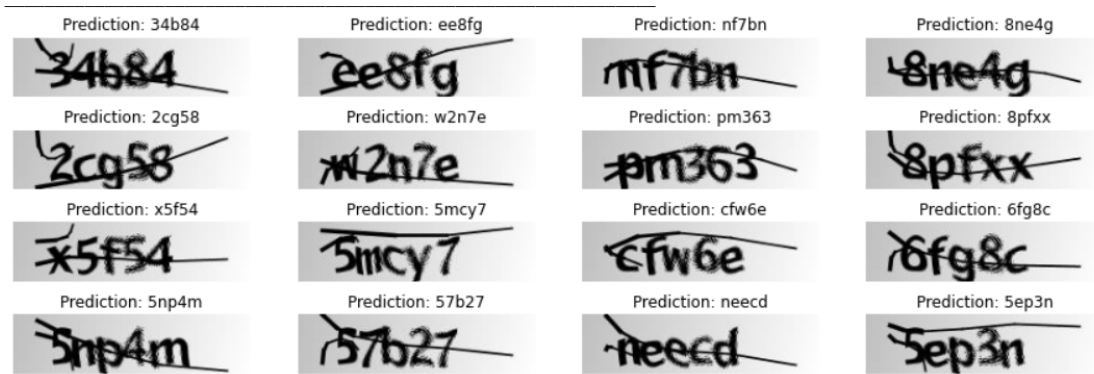 Prediction: 34b84 Prediction: ee8fg Prediction: nf7bn Prediction: 8ne4g
34b84 ee8fg nf7bn 8ne4g
Prediction: 2cg58 Prediction: w2n7e Prediction: pm363 Prediction: 8pfxx
2cg58 w2n7e pm363 8pfxx
Prediction: x5f54 Prediction: 5mcy7 Prediction: cfw6e Prediction: 6fg8c
x5f54 5mcy7 cfw6e 6fg8c
Prediction: 5np4m Prediction: 57b27 Prediction: neecd Prediction: 5ep3n
5np4m 57b27 neecd 5ep3n